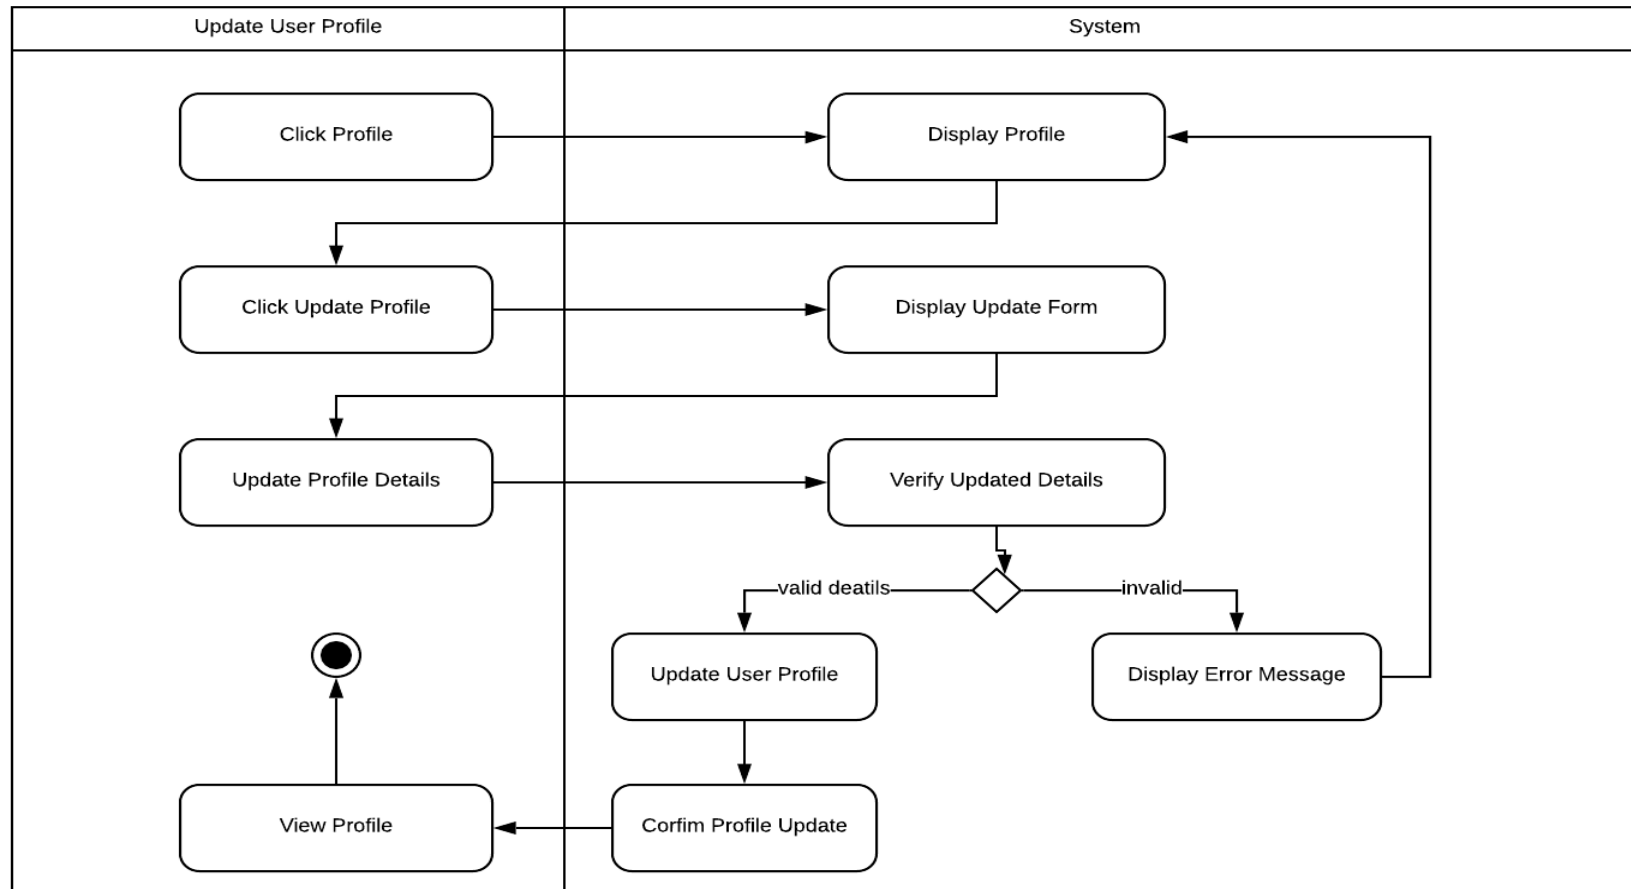 Update User Profile
System
Click Profile
Display Profile
Click Update Profile
Display Update Form
Update Profile Details
Verify Updated Details
valid deatils
invalid
Update User Profile
Display Error Message
View Profile
Corfim Profile Update